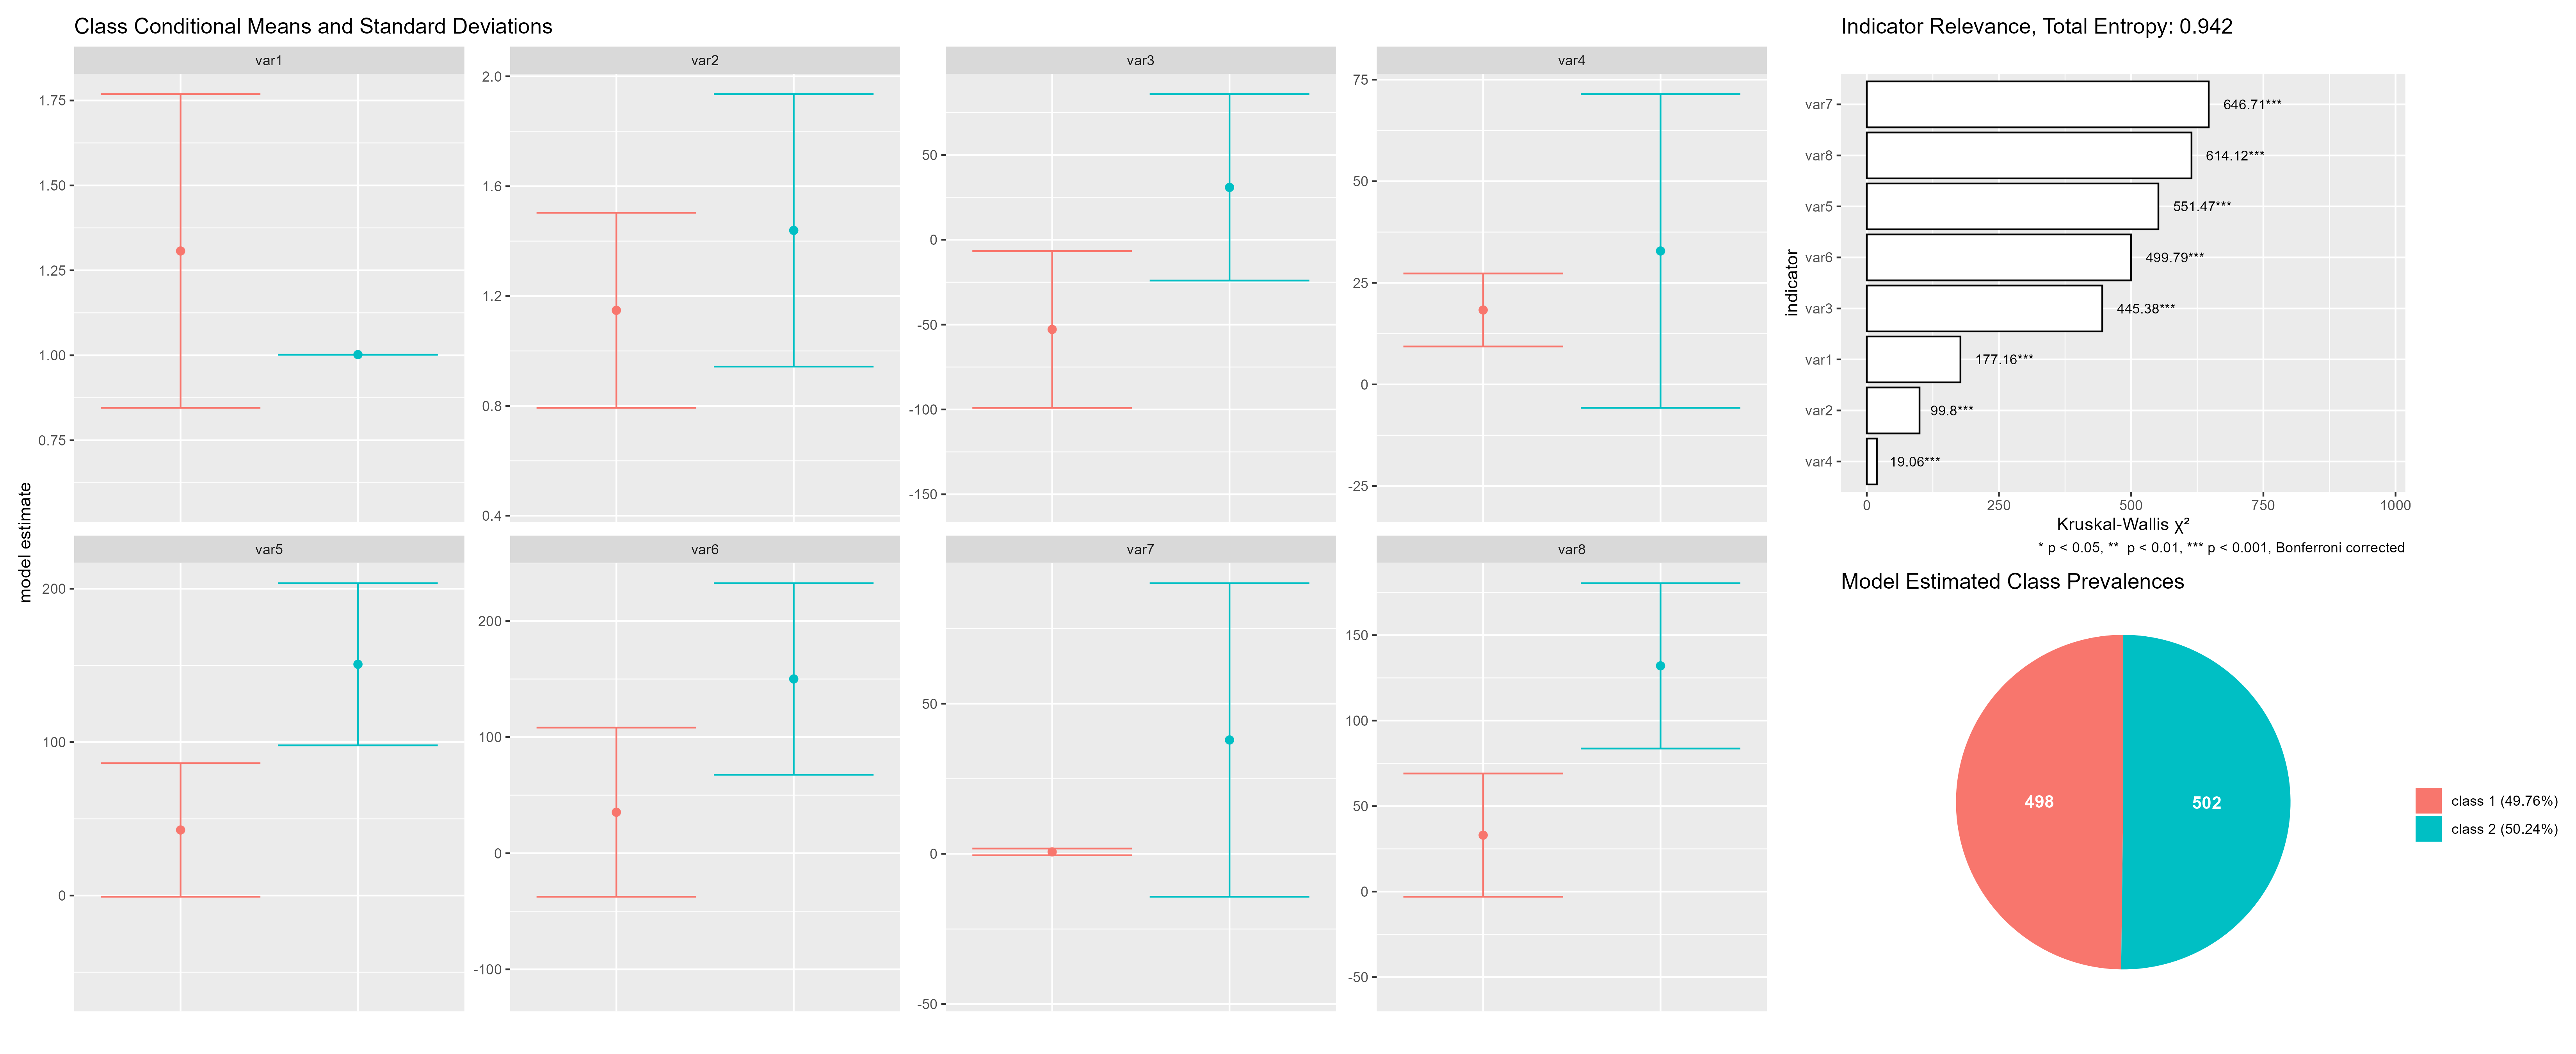 Class Conditional Means and Standard Deviations
model estimate
var1
1.75
1.50
1.25
1.00
0.75
var2
2.0
1.6
1.2
0.8
0.4
var3
50
0
-50
-100
-150
var4
75
50
25
0
-25
var5
200
100
0
var6
200
100
0
-100
var7
50
0
-50
var8
150
100
50
0
-50
Indicator Relevance, Total Entropy: 0.942
indicator
var7 646.71***
var8 614.12***
var5 551.47***
var6 499.79***
var3 445.38***
var1 177.16***
var2 99.8***
var4 19.06***
0 250 500 750 1000
Kruskal-Wallis χ²
* p < 0.05, ** p < 0.01, *** p < 0.001, Bonferroni corrected
Model Estimated Class Prevalences
498 502
class 1 (49.76%)
class 2 (50.24%)